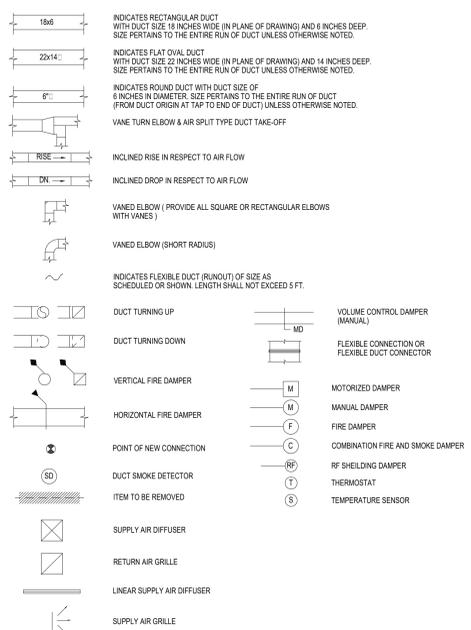 18x6
INDICATES RECTANGULAR DUCT
WITH DUCT SIZE 18 INCHES WIDE (IN PLANE OF DRAWING) AND 6 INCHES DEEP.
SIZE PERTAINS TO THE ENTIRE RUN OF DUCT UNLESS OTHERWISE NOTED.
22x14□
INDICATES FLAT OVAL DUCT
WITH DUCT SIZE 22 INCHES WIDE (IN PLANE OF DRAWING) AND 14 INCHES DEEP.
SIZE PERTAINS TO THE ENTIRE RUN OF DUCT UNLESS OTHERWISE NOTED.
6"□
INDICATES ROUND DUCT WITH DUCT SIZE OF
6 INCHES IN DIAMETER, SIZE PERTAINS TO THE ENTIRE RUN OF DUCT
(FROM DUCT ORIGIN AT TAP TO END OF DUCT) UNLESS OTHERWISE NOTED.
VANE TURN ELBOW & AIR SPLIT TYPE DUCT TAKE-OFF
RISE
INCLINED RISE IN RESPECT TO AIR FLOW
DN.
INCLINED DROP IN RESPECT TO AIR FLOW
VANED ELBOW ( PROVIDE ALL SQUARE OR RECTANGULAR ELBOWS
WITH VANES )
VANED ELBOW (SHORT RADIUS)
INDICATES FLEXIBLE DUCT (RUNOUT) OF SIZE AS
SCHEDULED OR SHOWN. LENGTH SHALL NOT EXCEED 5 FT.
DUCT TURNING UP
DUCT TURNING DOWN
VERTICAL FIRE DAMPER
HORIZONTAL FIRE DAMPER
POINT OF NEW CONNECTION
SD
DUCT SMOKE DETECTOR
ITEM TO BE REMOVED
SUPPLY AIR DIFFUSER
RETURN AIR GRILLE
LINEAR SUPPLY AIR DIFFUSER
SUPPLY AIR GRILLE
MD
VOLUME CONTROL DAMPER
(MANUAL)
FLEXIBLE CONNECTION OR
FLEXIBLE DUCT CONNECTOR
M
MOTORIZED DAMPER
M
MANUAL DAMPER
F
FIRE DAMPER
C
COMBINATION FIRE AND SMOKE DAMPER
RF
RF SHEILDING DAMPER
T
THERMOSTAT
S
TEMPERATURE SENSOR